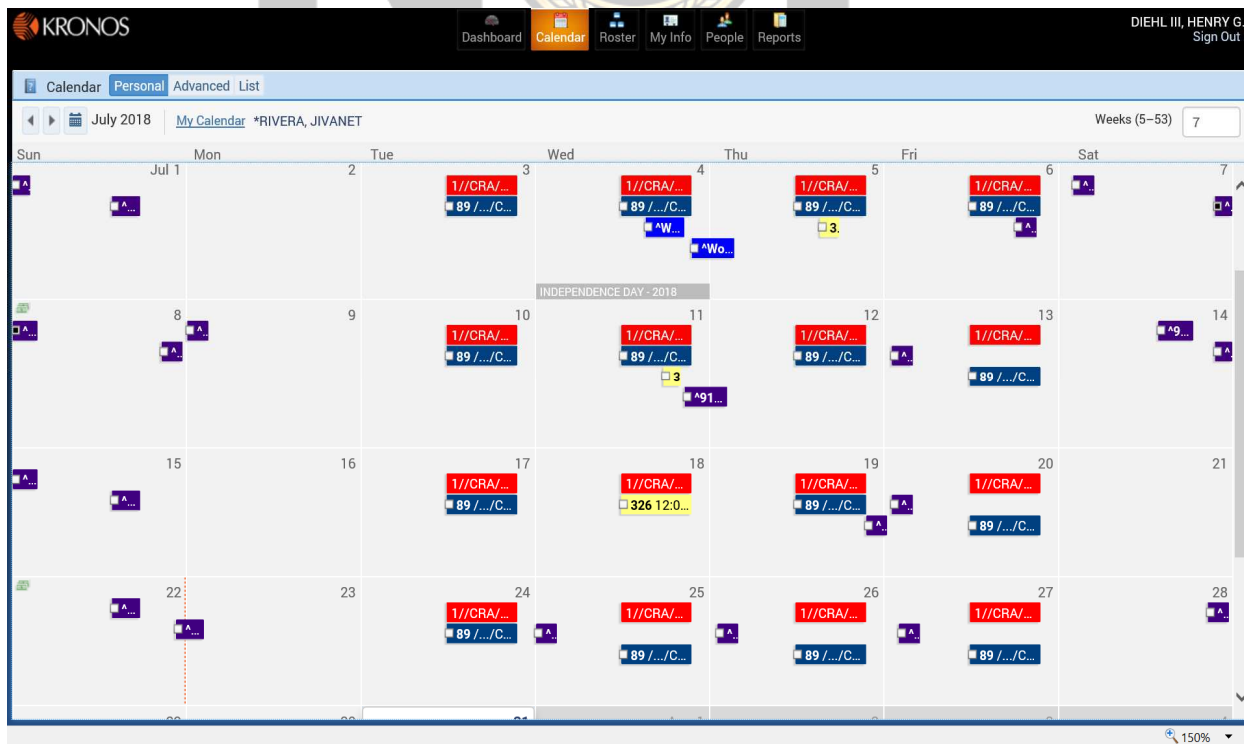 KRONOS
Dashboard Calendar Roster My Info People Reports
DIEHL III, HENRY G.
Sign Out
Calendar Personal Advanced List
July 2018 My Calendar *RIVERA, JIVANET Weeks (5–53) 7
Sun Mon Tue Wed Thu Fri Sat
Jul 1 2 3 4 5 6 7
^ 1//CRA/... 1//CRA/... 1//CRA/... 1//CRA/... ^.
^... 89 /.../C... 89 /.../C... 89 /.../C... 89 /.../C... ^
^W... 3. ^.
^Wo...
INDEPENDENCE DAY - 2018
8 9 10 11 12 13 14
^... ^. 1//CRA/... 1//CRA/... 1//CRA/... 1//CRA/... ^9...
^. 89 /.../C... 89 /.../C... 89 /.../C... ^. ^
3 89 /.../C...
^91...
15 16 17 18 19 20 21
^... 1//CRA/... 1//CRA/... 1//CRA/... 1//CRA/...
^... 89 /.../C... 326 12:0... 89 /.../C... ^.
^. 89 /.../C...
22 23 24 25 26 27 28
^... 1//CRA/... 1//CRA/... 1//CRA/... 1//CRA/... ^.
^... 89 /.../C... ^. ^. ^.
89 /.../C... 89 /.../C... 89 /.../C...
150%